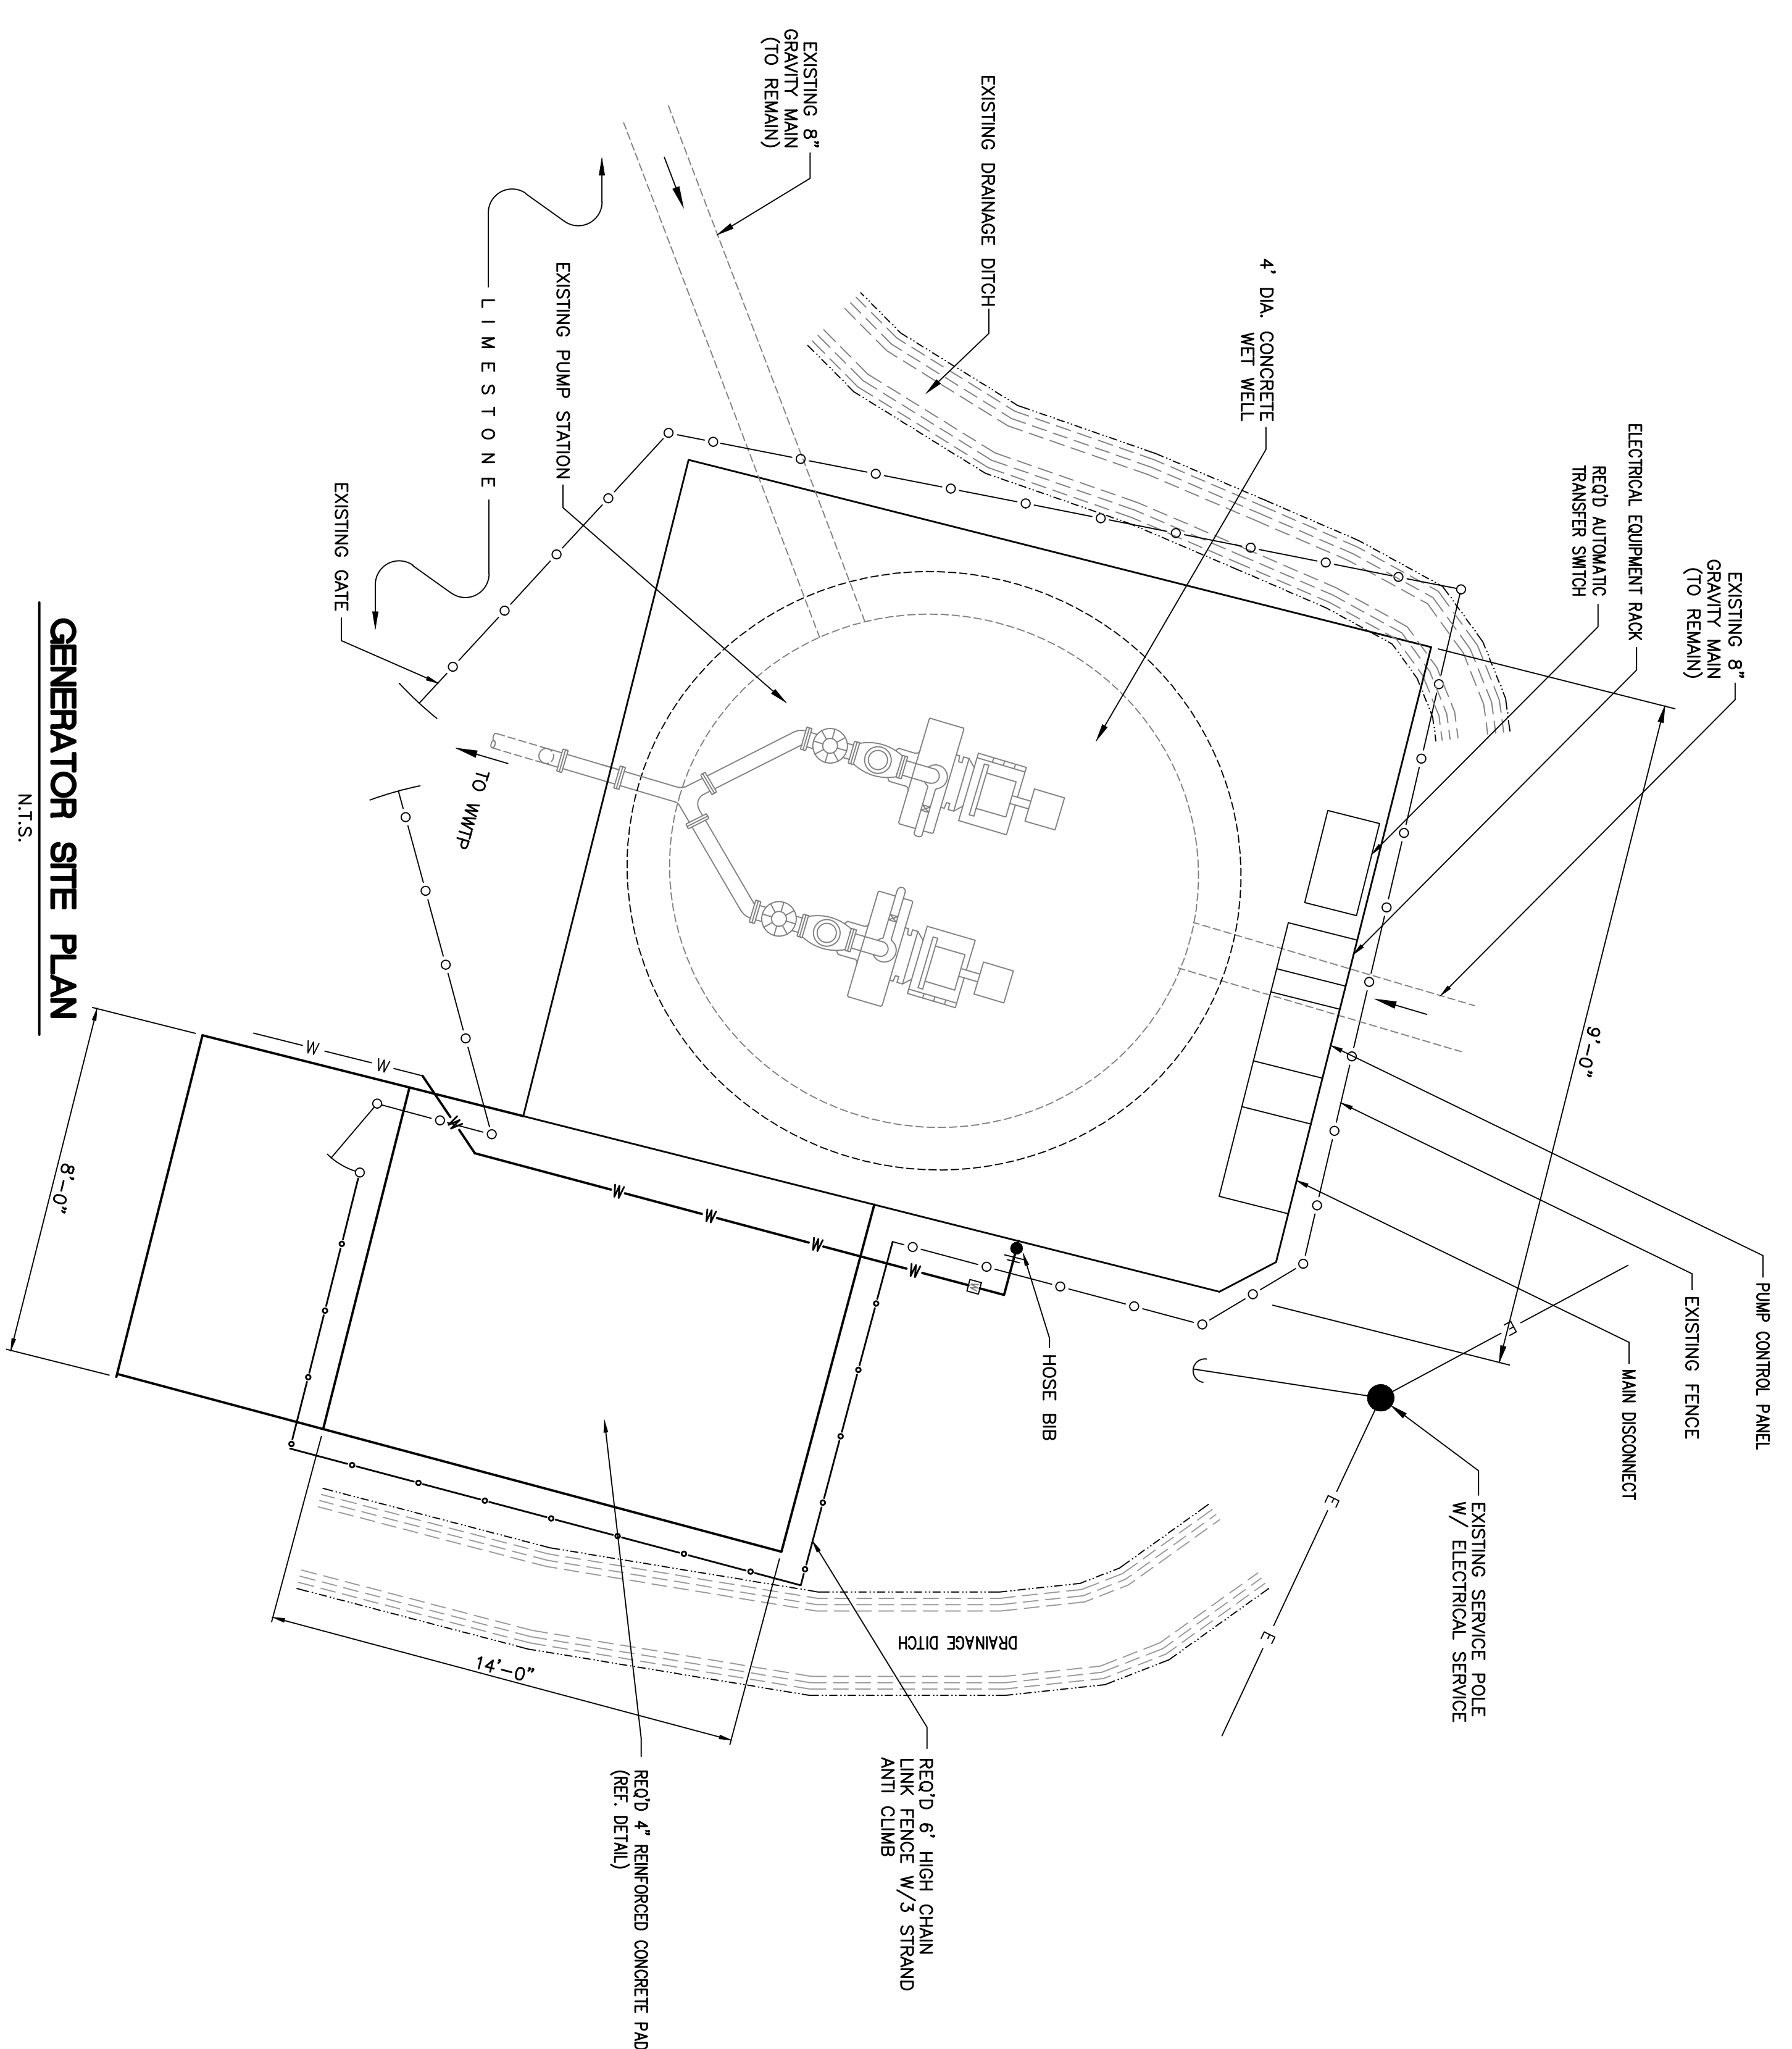 EXISTING 8"
GRAVITY MAIN
(TO REMAIN)
PUMP CONTROL PANEL
EXISTING FENCE
MAIN DISCONNECT
ELECTRICAL EQUIPMENT RACK
REQ'D AUTOMATIC
TRANSFER SWITCH
9'-0"
E
E
E
EXISTING SERVICE POLE
W/ ELECTRICAL SERVICE
4' DIA. CONCRETE
WET WELL
HOSE BIB
EXISTING DRAINAGE DITCH
DRAINAGE DITCH
REQ'D 6' HIGH CHAIN
LINK FENCE W/3 STRAND
ANTI CLIMB
EXISTING 8"
GRAVITY MAIN
(TO REMAIN)
W
W
W
W
W
W
W
W
REQ'D 4" REINFORCED CONCRETE PAD
(REF. DETAIL)
EXISTING PUMP STATION
LIMESTONE
TO WWTP
14'-0"
EXISTING GATE
8'-0"
GENERATOR SITE PLAN
N.T.S.